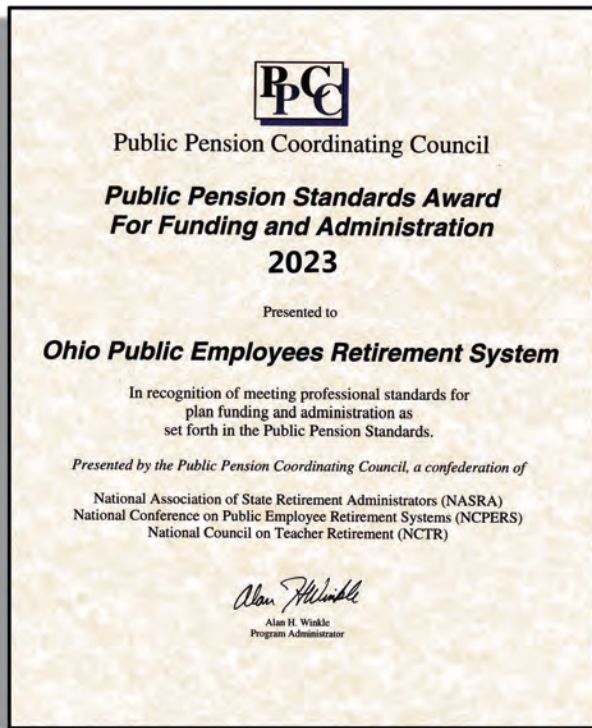 PPCC
Public Pension Coordinating Council
Public Pension Standards Award
For Funding and Administration
2023
Presented to
Ohio Public Employees Retirement System
In recognition of meeting professional standards for
plan funding and administration as
set forth in the Public Pension Standards.
Presented by the Public Pension Coordinating Council, a confederation of
National Association of State Retirement Administrators (NASRA)
National Conference on Public Employee Retirement Systems (NCPERS)
National Council on Teacher Retirement (NCTR)
Alan H Winkle
Alan H. Winkle
Program Administrator